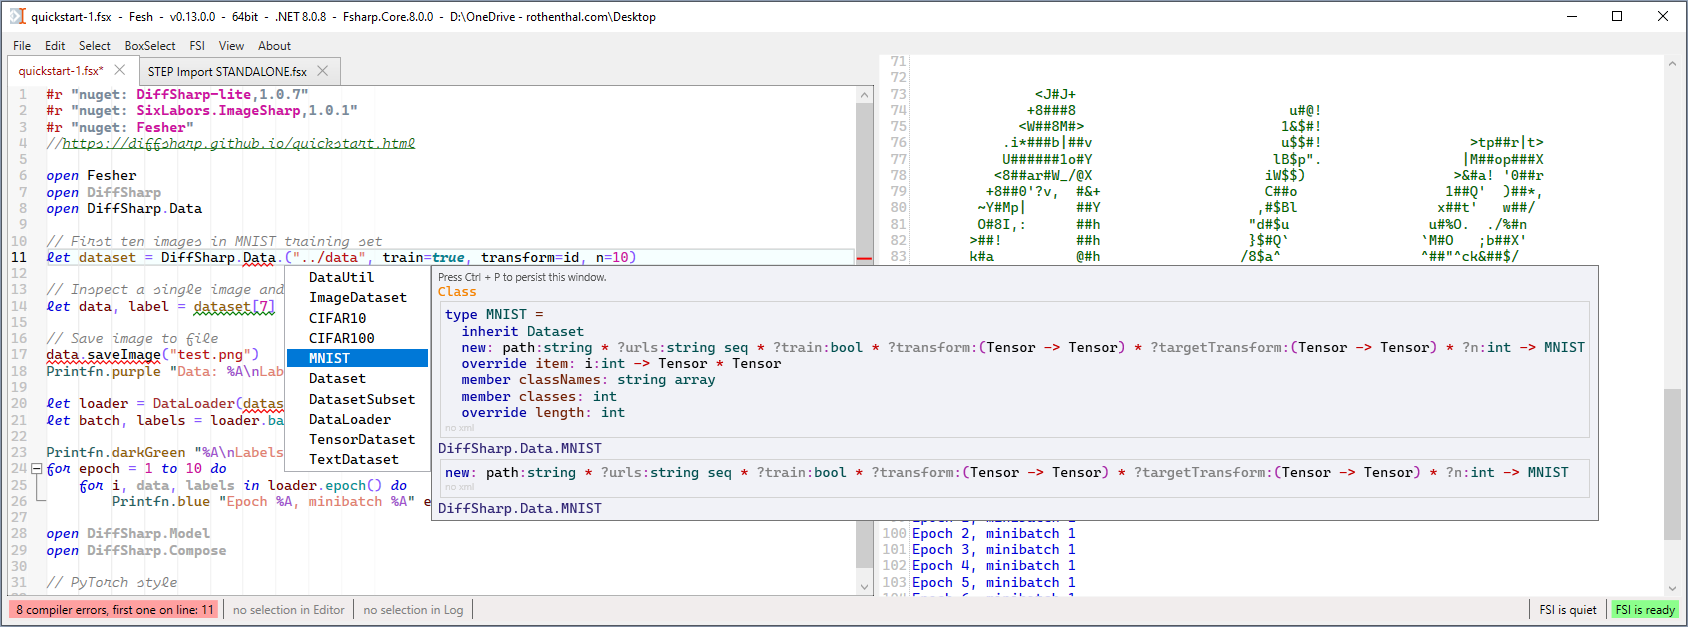 quickstart-1.fsx - Fesh - v0.13.0.0 - 64bit - .NET 8.0.8 - Fsharp.Core.8.0.0 - D:\OneDrive - rothenthal.com\Desktop
File Edit Select BoxSelect FSI View About
quickstart-1.fsx* STEP Import STANDALONE.fsx
1 #r "nuget: DiffSharp-lite,1.0.7"
2 #r "nuget: SixLabors.ImageSharp,1.0.1"
3 #r "nuget: Fesher"
4 //https://diffsharp.github.io/quickstart.html
5
6 open Fesher
7 open DiffSharp
8 open DiffSharp.Data
9
10 // First ten images in MNIST training set
11 let dataset = DiffSharp.Data.("../data", train=true, transform=id, n=10)
12
13 // Inspect a single image and
14 let data, label = dataset[7]
15
16 // Save image to file
17 data.saveImage("test.png")
18 Printfn.purple "Data: %A\nLab
19
20 let loader = DataLoader(datas
21 let batch, labels = loader.ba
22
23 Printfn.darkGreen "%A\nLabels
24 for epoch = 1 to 10 do
25 for i, data, labels in loader.epoch() do
26 Printfn.blue "Epoch %A, minibatch %A" e
27
28 open DiffSharp.Model
29 open DiffSharp.Compose
30
31 // PyTorch style
DataUtil
ImageDataset
CIFAR10
CIFAR100
MNIST
Dataset
DatasetSubset
DataLoader
TensorDataset
TextDataset
Press Ctrl + P to persist this window.
Class
type MNIST =
inherit Dataset
new: path:string * ?urls:string seq * ?train:bool * ?transform:(Tensor -> Tensor) * ?targetTransform:(Tensor -> Tensor) * ?n:int -> MNIST
override item: i:int -> Tensor * Tensor
member classNames: string array
member classes: int
override length: int
no xml
DiffSharp.Data.MNIST
new: path:string * ?urls:string seq * ?train:bool * ?transform:(Tensor -> Tensor) * ?targetTransform:(Tensor -> Tensor) * ?n:int -> MNIST
no xml
DiffSharp.Data.MNIST
71
72
73 <J#J+
74 +8###8 u#@!
75 <W##8M#> 1&$#!
76 .i*###b|##v u$$#! >tp##r|t>
77 U######1o#Y lB$p". |M##op###X
78 <8##ar#W_/@X iW$$) >&#a! '0##r
79 +8##0'?v, #&+ C##o 1##Q' )##*,
80 ~Y#Mp| ##Y ,#$Bl x##t' w##/
81 O#8I,: ##h "d#$u u#%O. ./%#n
82 >##! ##h }$#Q` `M#O ;b##X'
83 k#a @#h /8$a^ ^##"^ck&##$/
100 Epoch 2, minibatch 1
101 Epoch 3, minibatch 1
102 Epoch 4, minibatch 1
103 Epoch 5, minibatch 1
8 compiler errors, first one on line: 11 no selection in Editor no selection in Log FSI is quiet FSI is ready